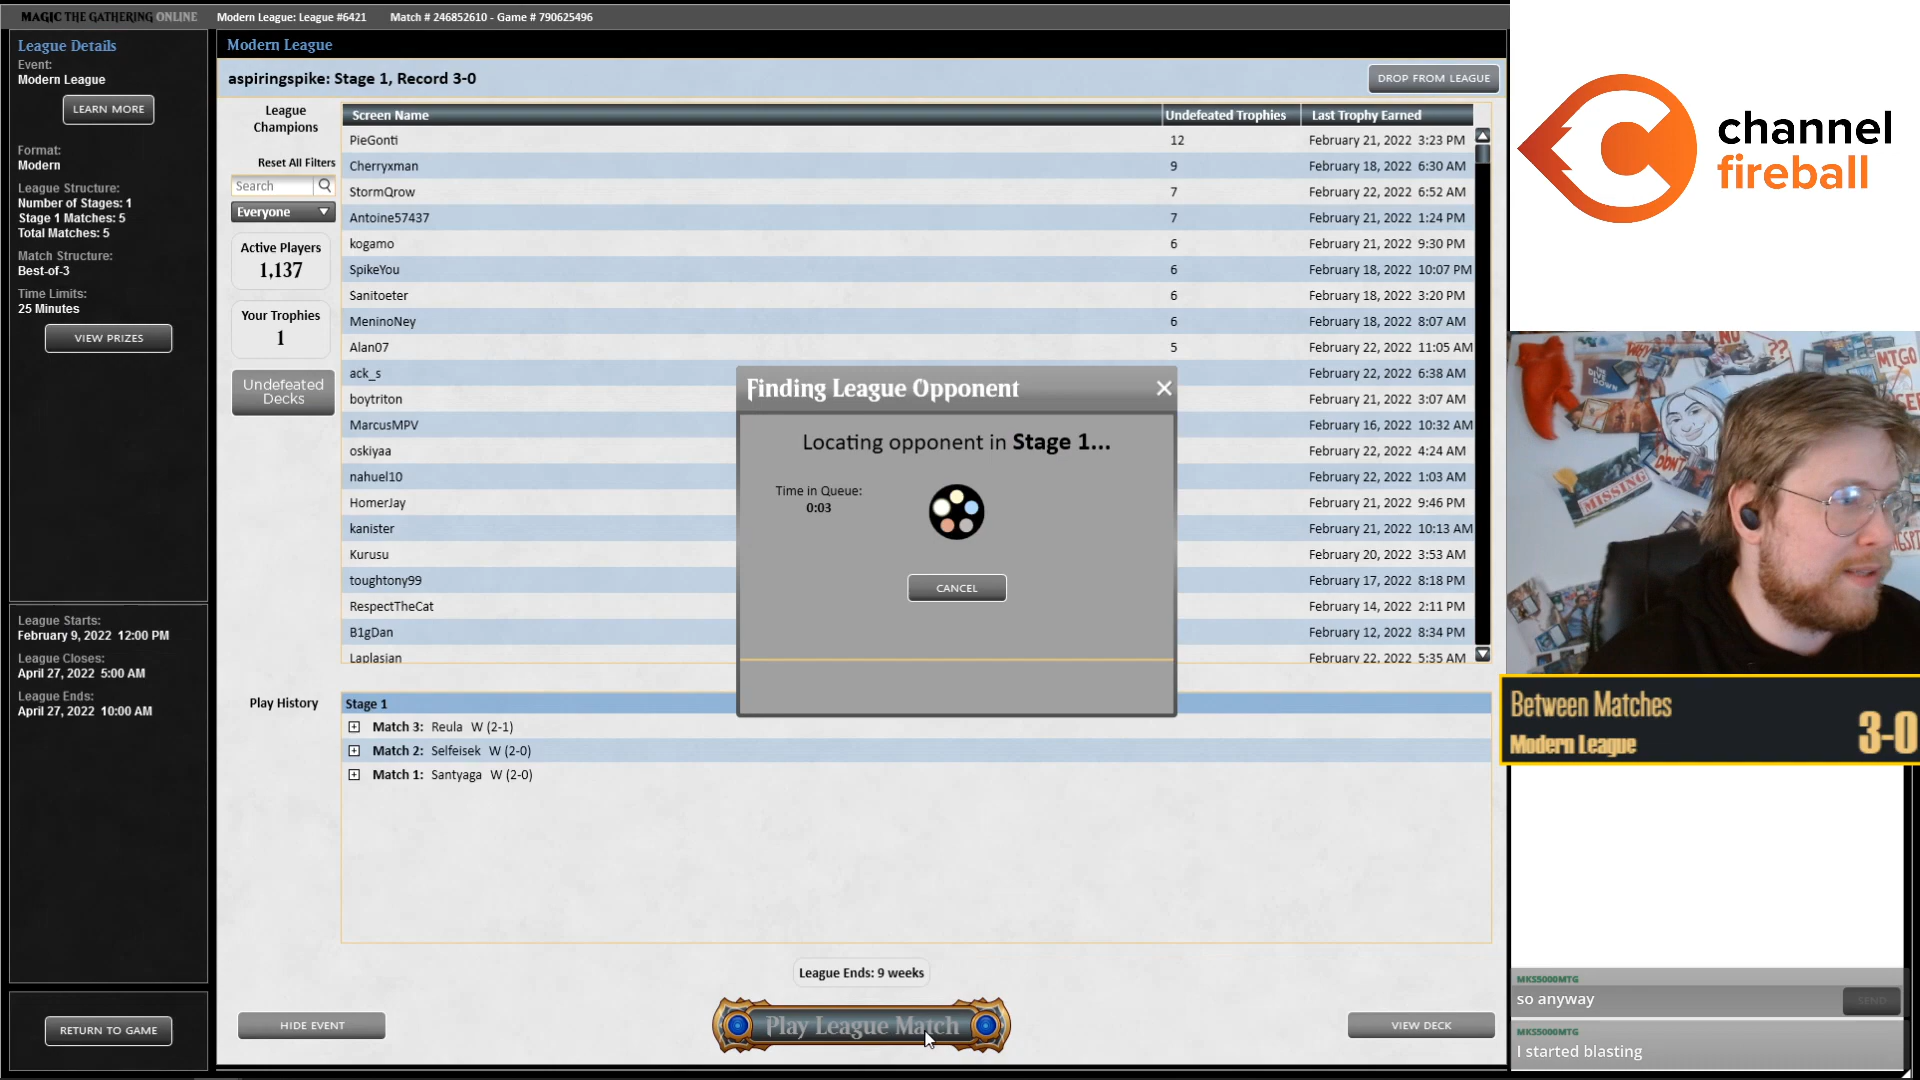 MAGIC THE GATHERING ONLINE Modern League: League #6421 Match # 246852610 - Game # 790625496
League Details
Event:
Modern League
LEARN MORE
Format:
Modern
League Structure:
Number of Stages: 1
Stage 1 Matches: 5
Total Matches: 5
Match Structure:
Best-of-3
Time Limits:
25 Minutes
VIEW PRIZES
League Starts:
February 9, 2022 12:00 PM
League Closes:
April 27, 2022 5:00 AM
League Ends:
April 27, 2022 10:00 AM
RETURN TO GAME
Modern League
aspiringspike: Stage 1, Record 3-0
DROP FROM LEAGUE
League
Champions
Reset All Filters
Search
Everyone
Active Players
1,137
Your Trophies
1
Undefeated
Decks
Screen Name Undefeated Trophies Last Trophy Earned
PieGonti 12 February 21, 2022 3:23 PM
Cherryxman 9 February 18, 2022 6:30 AM
StormQrow 7 February 22, 2022 6:52 AM
Antoine57437 7 February 21, 2022 1:24 PM
kogamo 6 February 21, 2022 9:30 PM
SpikeYou 6 February 18, 2022 10:07 PM
Sanitoeter 6 February 18, 2022 3:20 PM
MeninoNey 6 February 18, 2022 8:07 AM
Alan07 5 February 22, 2022 11:05 AM
ack_s February 22, 2022 6:38 AM
boytriton February 21, 2022 3:07 AM
MarcusMPV February 16, 2022 10:32 AM
oskiyaa February 22, 2022 4:24 AM
nahuel10 February 22, 2022 1:03 AM
HomerJay February 21, 2022 9:46 PM
kanister February 21, 2022 10:13 AM
Kurusu February 20, 2022 3:53 AM
toughtony99 February 17, 2022 8:18 PM
RespectTheCat February 14, 2022 2:11 PM
B1gDan February 12, 2022 8:34 PM
Laplasian February 22, 2022 5:35 AM
Finding League Opponent
Locating opponent in Stage 1...
Time in Queue:
0:03
CANCEL
Play History
Stage 1
Match 3: Reula W (2-1)
Match 2: Selfeisek W (2-0)
Match 1: Santyaga W (2-0)
League Ends: 9 weeks
HIDE EVENT
Play League Match
VIEW DECK
channel
fireball
NO
??
MTGO
THE DIVE DOWN
DON'T
MISSING
Between Matches
Modern League
3-0
MKS5000MTG
so anyway
SEND
MKS5000MTG
I started blasting